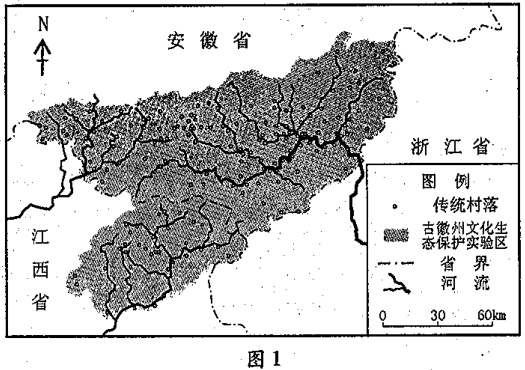 N
安徽省
浙江省
江西省
图例
传统村落
古徽州文化生
态保护实验区
省界
河流
0 30 60km
图1